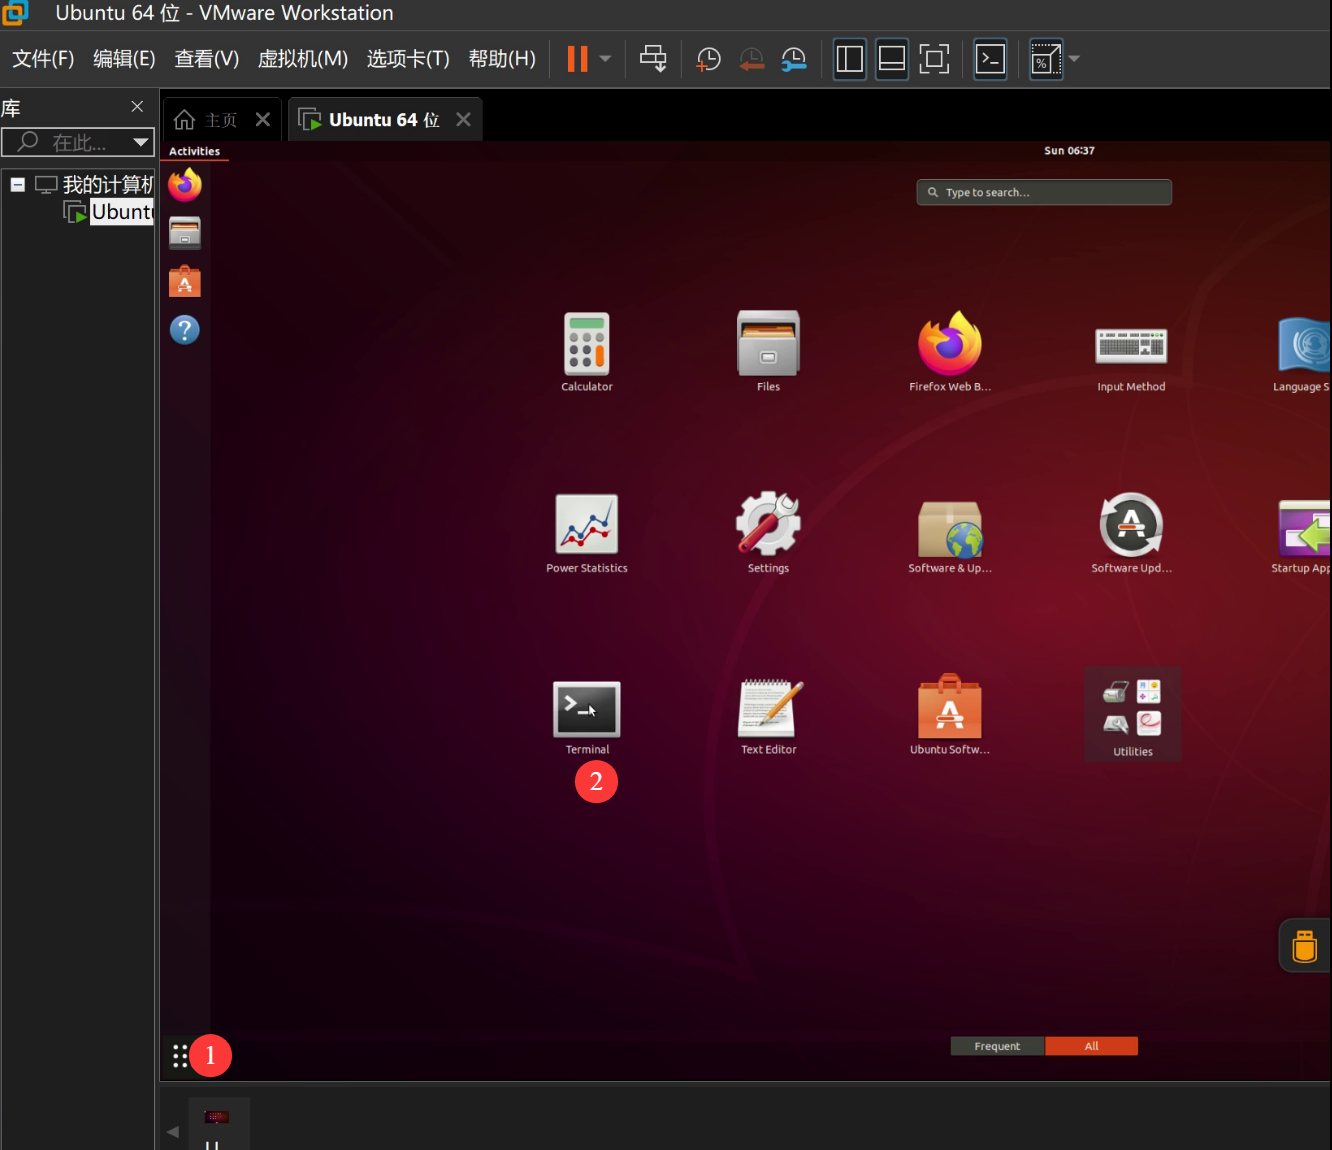 Ubuntu 64 位 - VMware Workstation
文件(F) 编辑(E) 查看(V) 虚拟机(M) 选项卡(T) 帮助(H)
库
主页
Ubuntu 64 位
在此...
Activities
Sun 06:37
我的计算机
Ubuntu
Type to search...
Calculator
Files
Firefox Web B...
Input Method
Language S
Power Statistics
Settings
Software & Up...
Software Upd...
Startup App
Terminal
Text Editor
Ubuntu Softw...
Utilities
2
1
Frequent
All